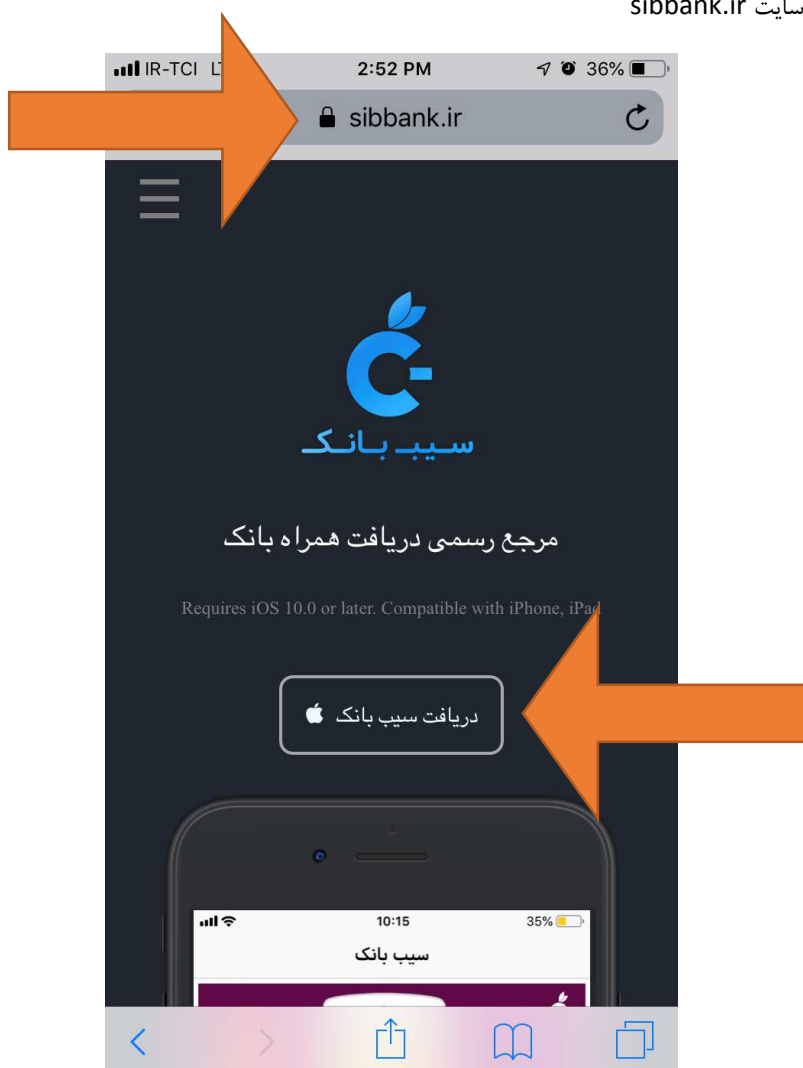 سایت sibbank.ir
IR-TCI 2:52 PM 36%
sibbank.ir
سیب بانک
مرجع رسمی دریافت همراه بانک
Requires iOS 10.0 or later. Compatible with iPhone, iPad
دریافت سیب بانک
10:15 35%
سیب بانک